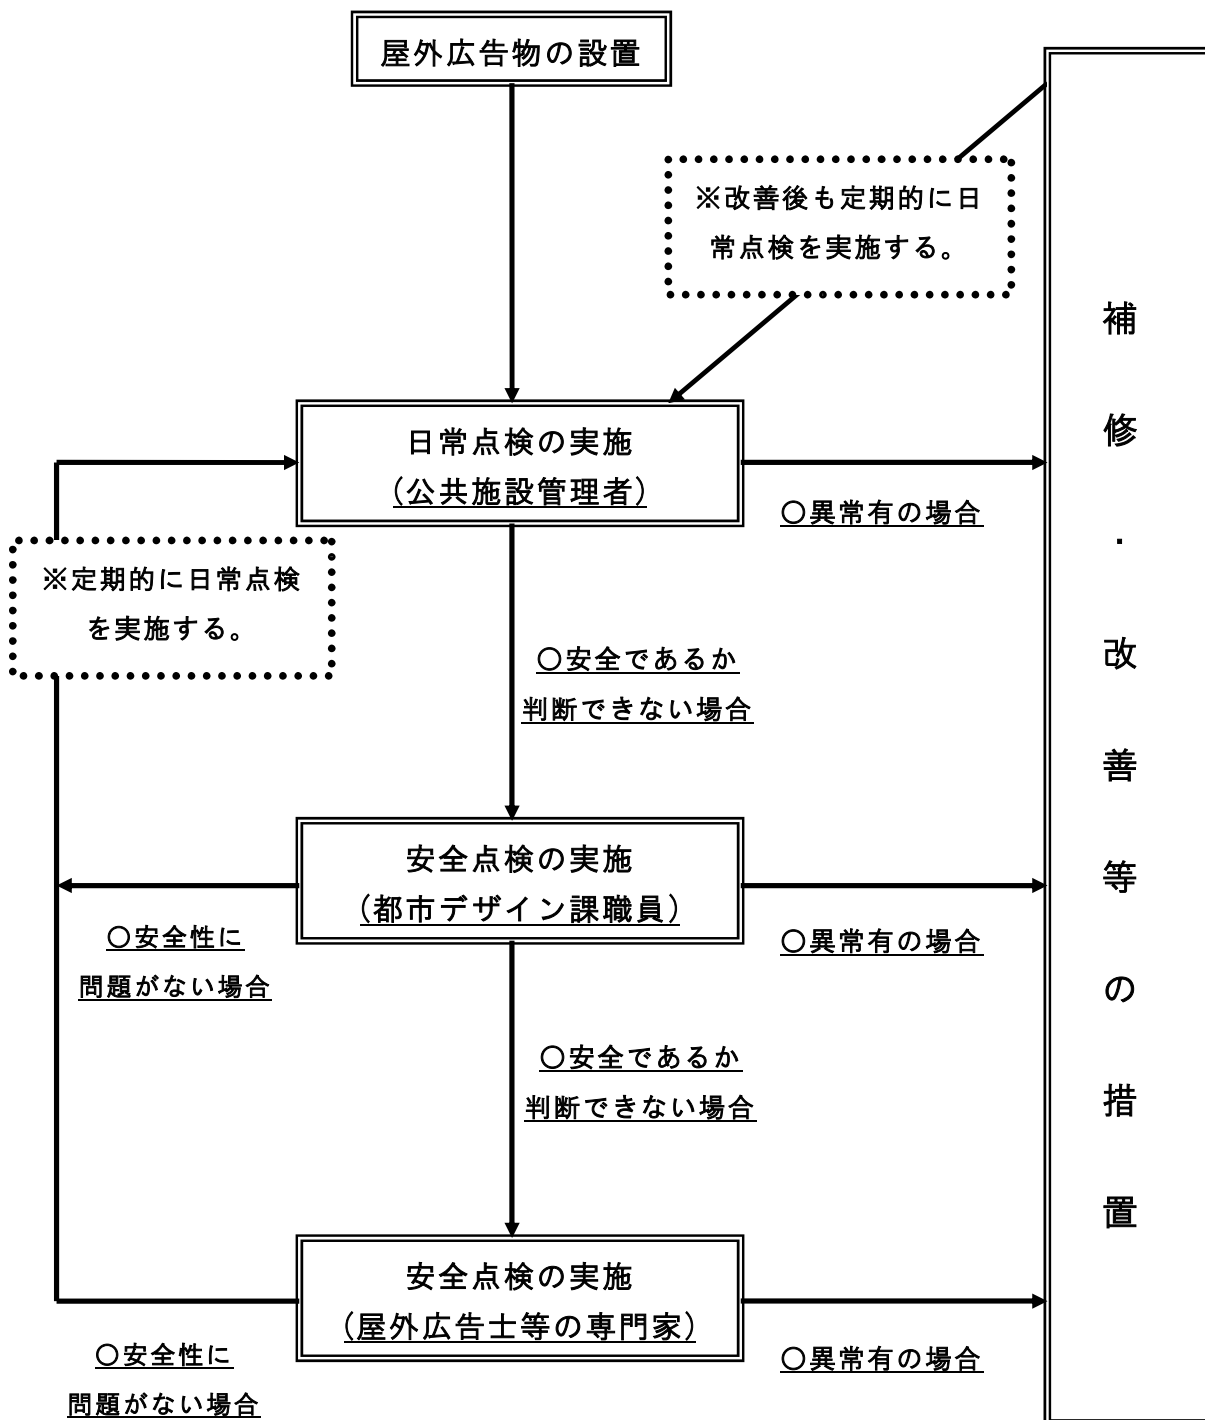 屋外広告物の設置
※改善後も定期的に日
常点検を実施する。
日常点検の実施
(公共施設管理者)
○異常有の場合
※定期的に日常点検
を実施する。
○安全であるか
判断できない場合
安全点検の実施
(都市デザイン課職員)
○安全性に
問題がない場合
○異常有の場合
○安全であるか
判断できない場合
安全点検の実施
(屋外広告士等の専門家)
○安全性に
問題がない場合
○異常有の場合
補修・改善等の措置